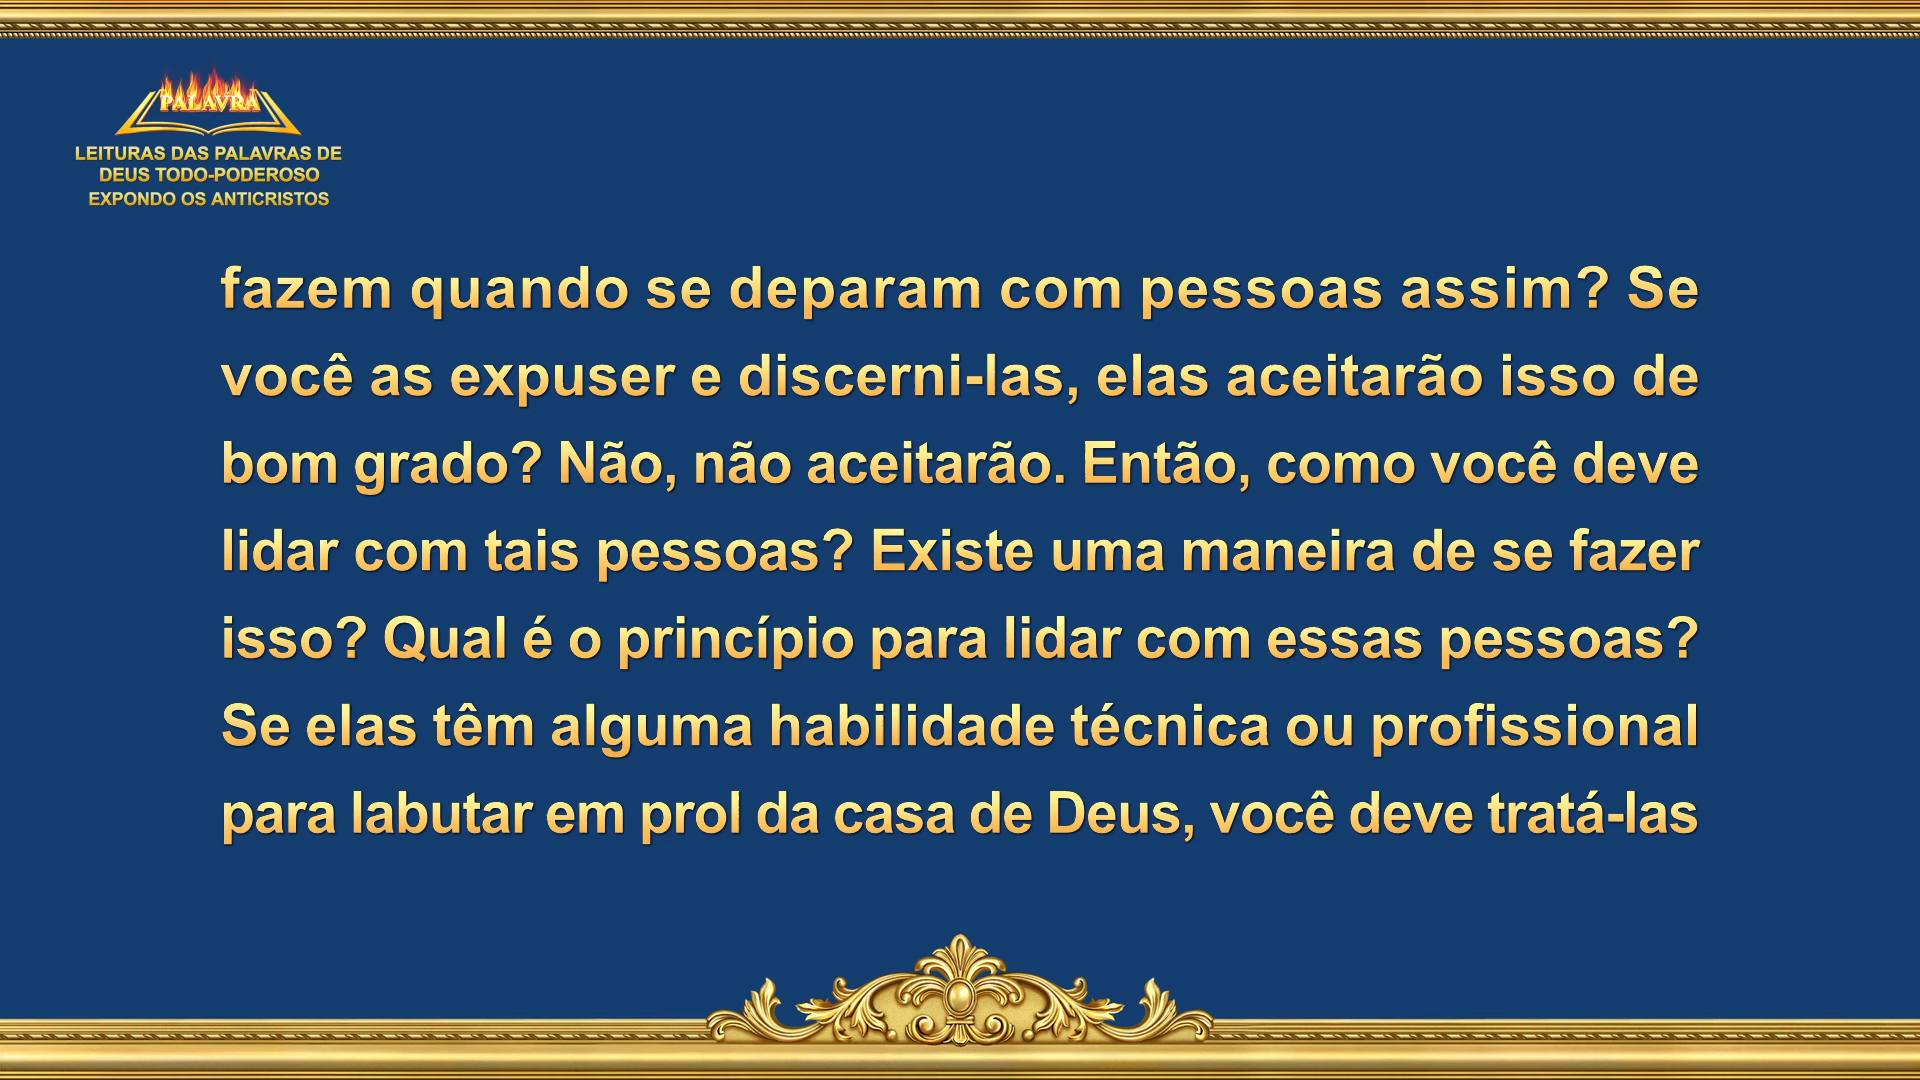 PALAVRA
LEITURAS DAS PALAVRAS DE
DEUS TODO-PODEROSO
EXPONDO OS ANTICRISTOS
fazem quando se deparam com pessoas assim? Se
você as expuser e discerni-las, elas aceitarão isso de
bom grado? Não, não aceitarão. Então, como você deve
lidar com tais pessoas? Existe uma maneira de se fazer
isso? Qual é o princípio para lidar com essas pessoas?
Se elas têm alguma habilidade técnica ou profissional
para labutar em prol da casa de Deus, você deve tratá-las